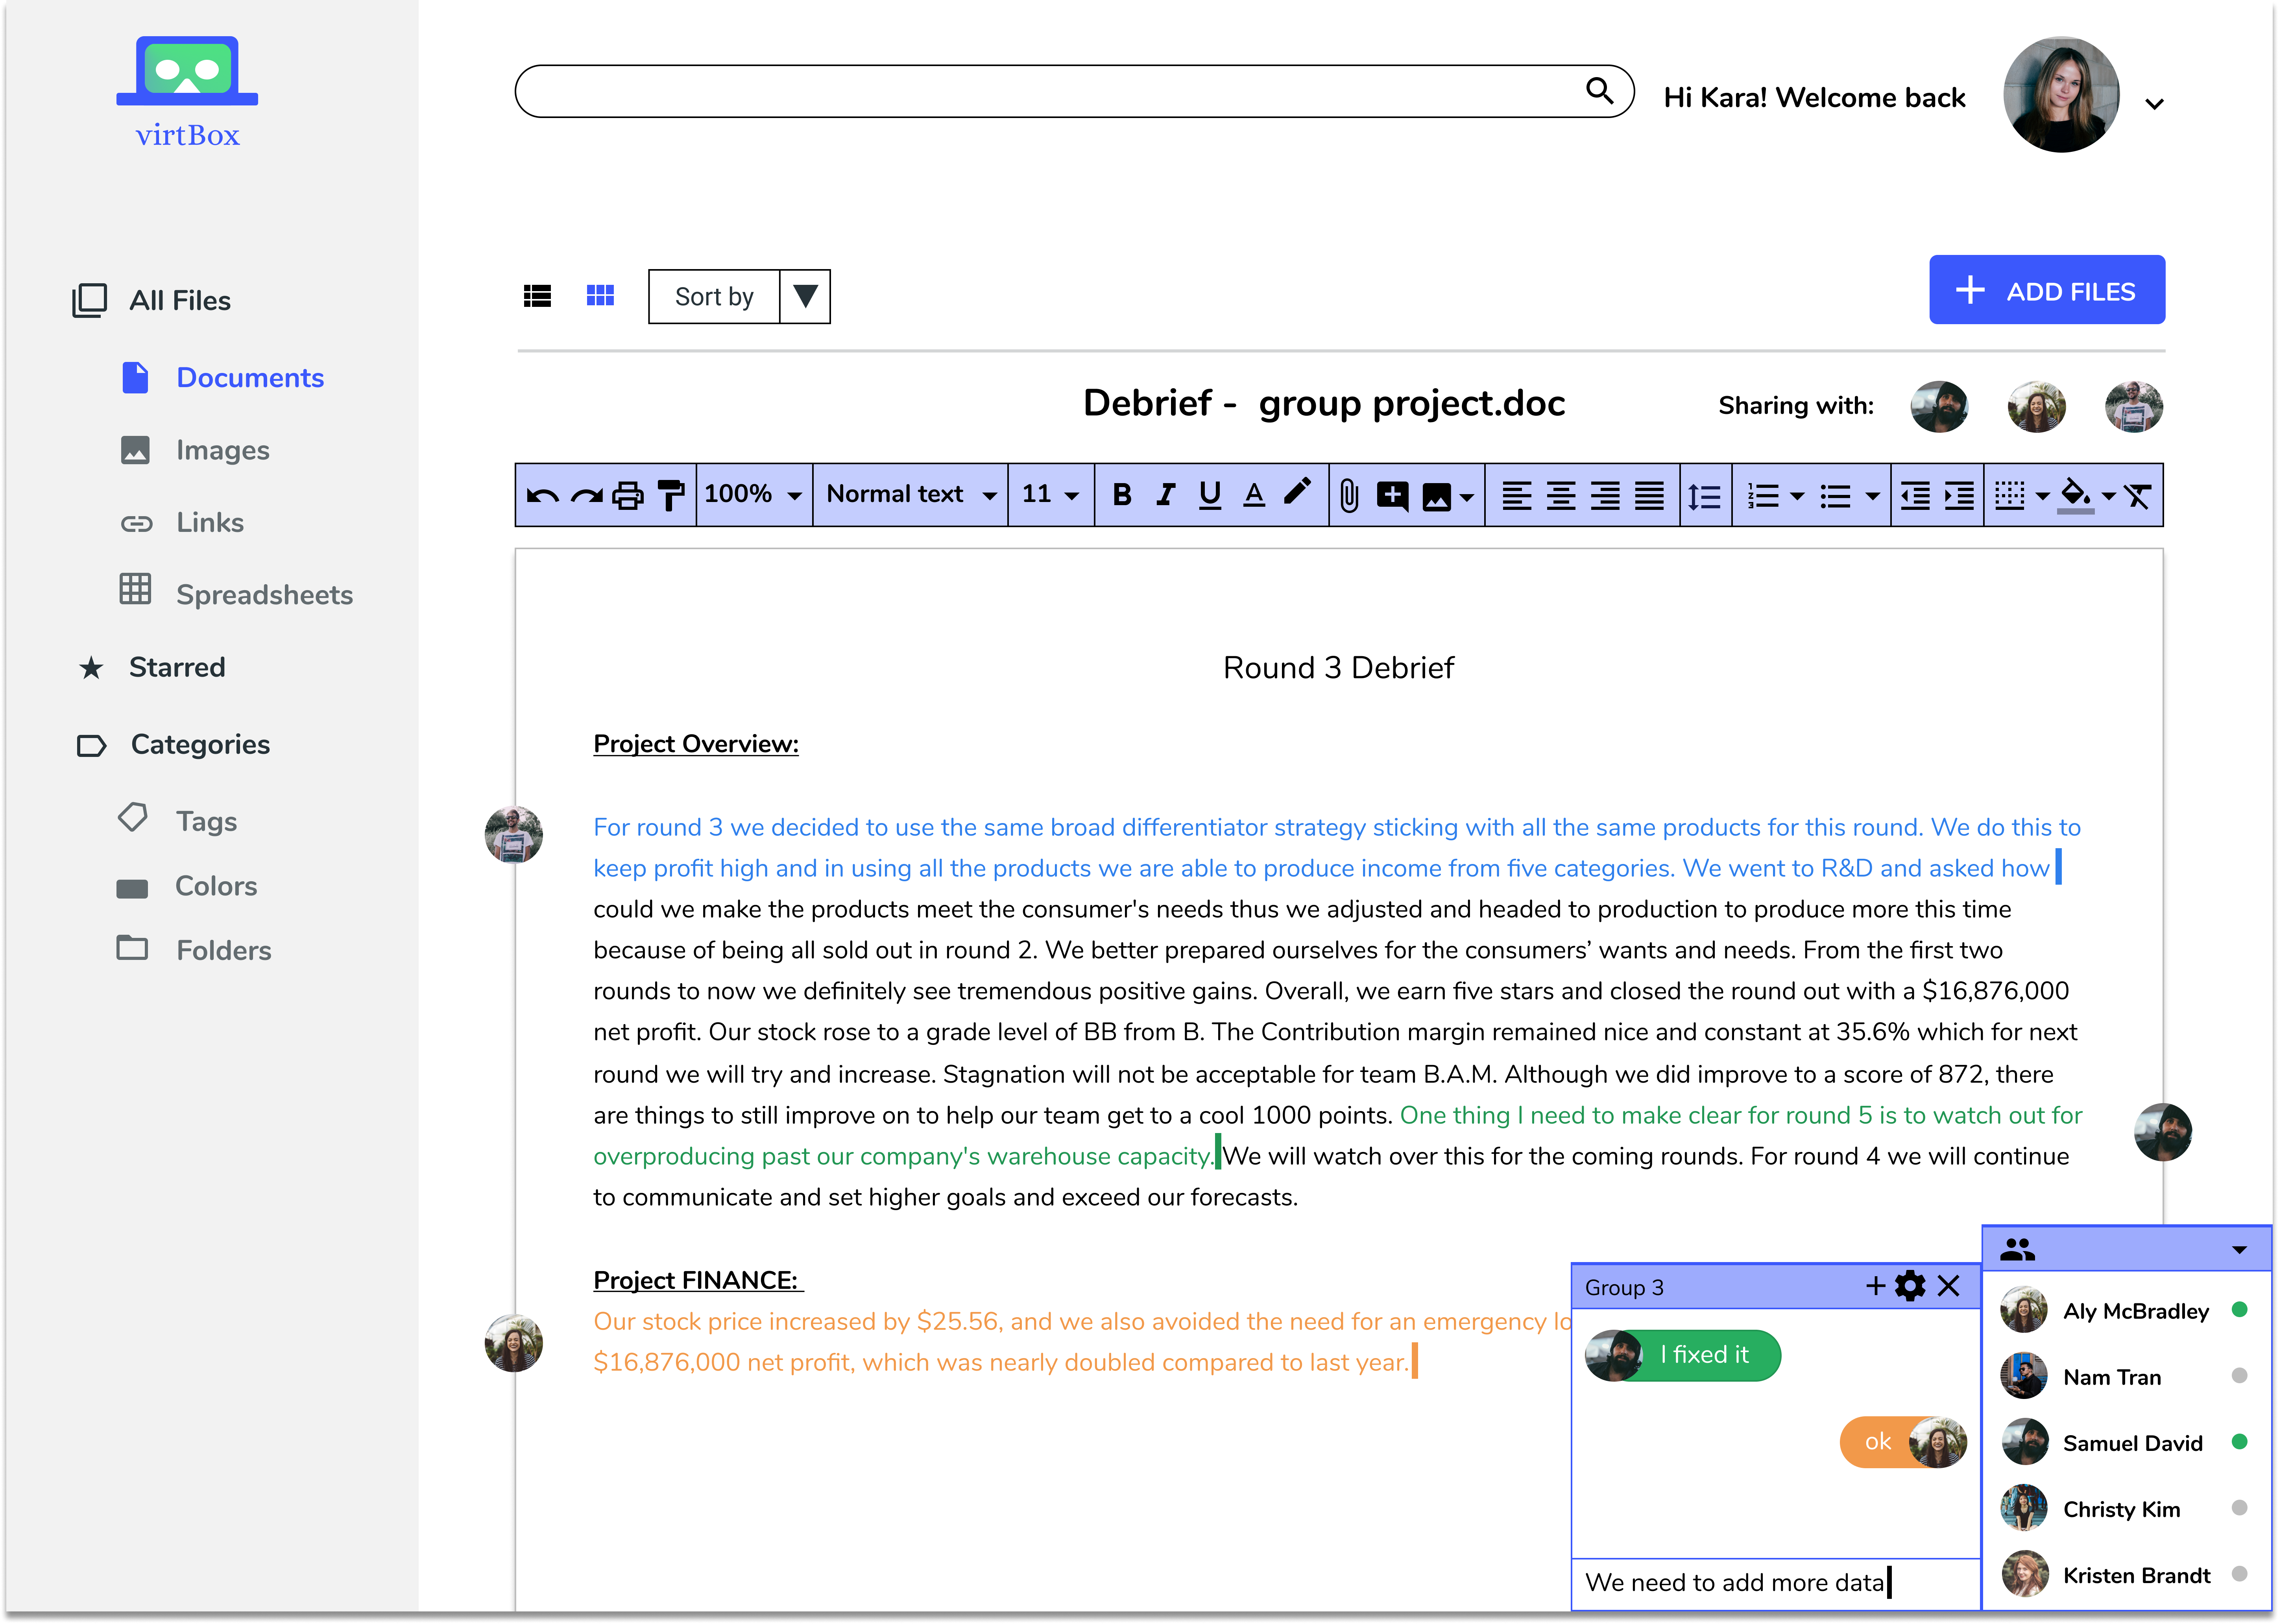 virtBox
Hi Kara! Welcome back
All Files
Documents
Images
Links
Spreadsheets
Starred
Categories
Tags
Colors
Folders
Sort by
ADD FILES
Debrief - group project.doc
Sharing with:
100%
Normal text
11
B I U A
Round 3 Debrief
Project Overview:
For round 3 we decided to use the same broad differentiator strategy sticking with all the same products for this round. We do this to
keep profit high and in using all the products we are able to produce income from five categories. We went to R&D and asked how
could we make the products meet the consumer's needs thus we adjusted and headed to production to produce more this time
because of being all sold out in round 2. We better prepared ourselves for the consumers’ wants and needs. From the first two
rounds to now we definitely see tremendous positive gains. Overall, we earn five stars and closed the round out with a $16,876,000
net profit. Our stock rose to a grade level of BB from B. The Contribution margin remained nice and constant at 35.6% which for next
round we will try and increase. Stagnation will not be acceptable for team B.A.M. Although we did improve to a score of 872, there
are things to still improve on to help our team get to a cool 1000 points. One thing I need to make clear for round 5 is to watch out for
overproducing past our company's warehouse capacity. We will watch over this for the coming rounds. For round 4 we will continue
to communicate and set higher goals and exceed our forecasts.
Project FINANCE:
Our stock price increased by $25.56, and we also avoided the need for an emergency lo
$16,876,000 net profit, which was nearly doubled compared to last year.
Group 3
I fixed it
ok
We need to add more data
Aly McBradley
Nam Tran
Samuel David
Christy Kim
Kristen Brandt